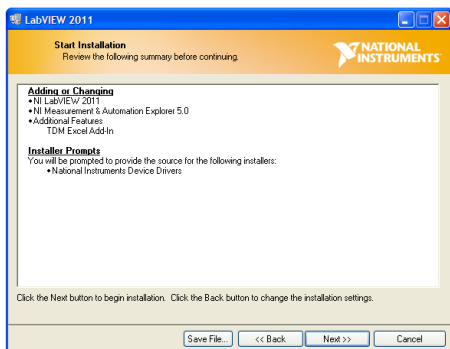 LabVIEW 2011
Start Installation
Review the following summary before continuing.
NATIONAL
INSTRUMENTS
Adding or Changing
•NI LabVIEW 2011
•NI Measurement & Automation Explorer 5.0
•Additional Features
TDM Excel Add-In
Installer Prompts
You will be prompted to provide the source for the following installers:
•National Instruments Device Drivers
Click the Next button to begin installation. Click the Back button to change the installation settings.
Save File... << Back Next >> Cancel